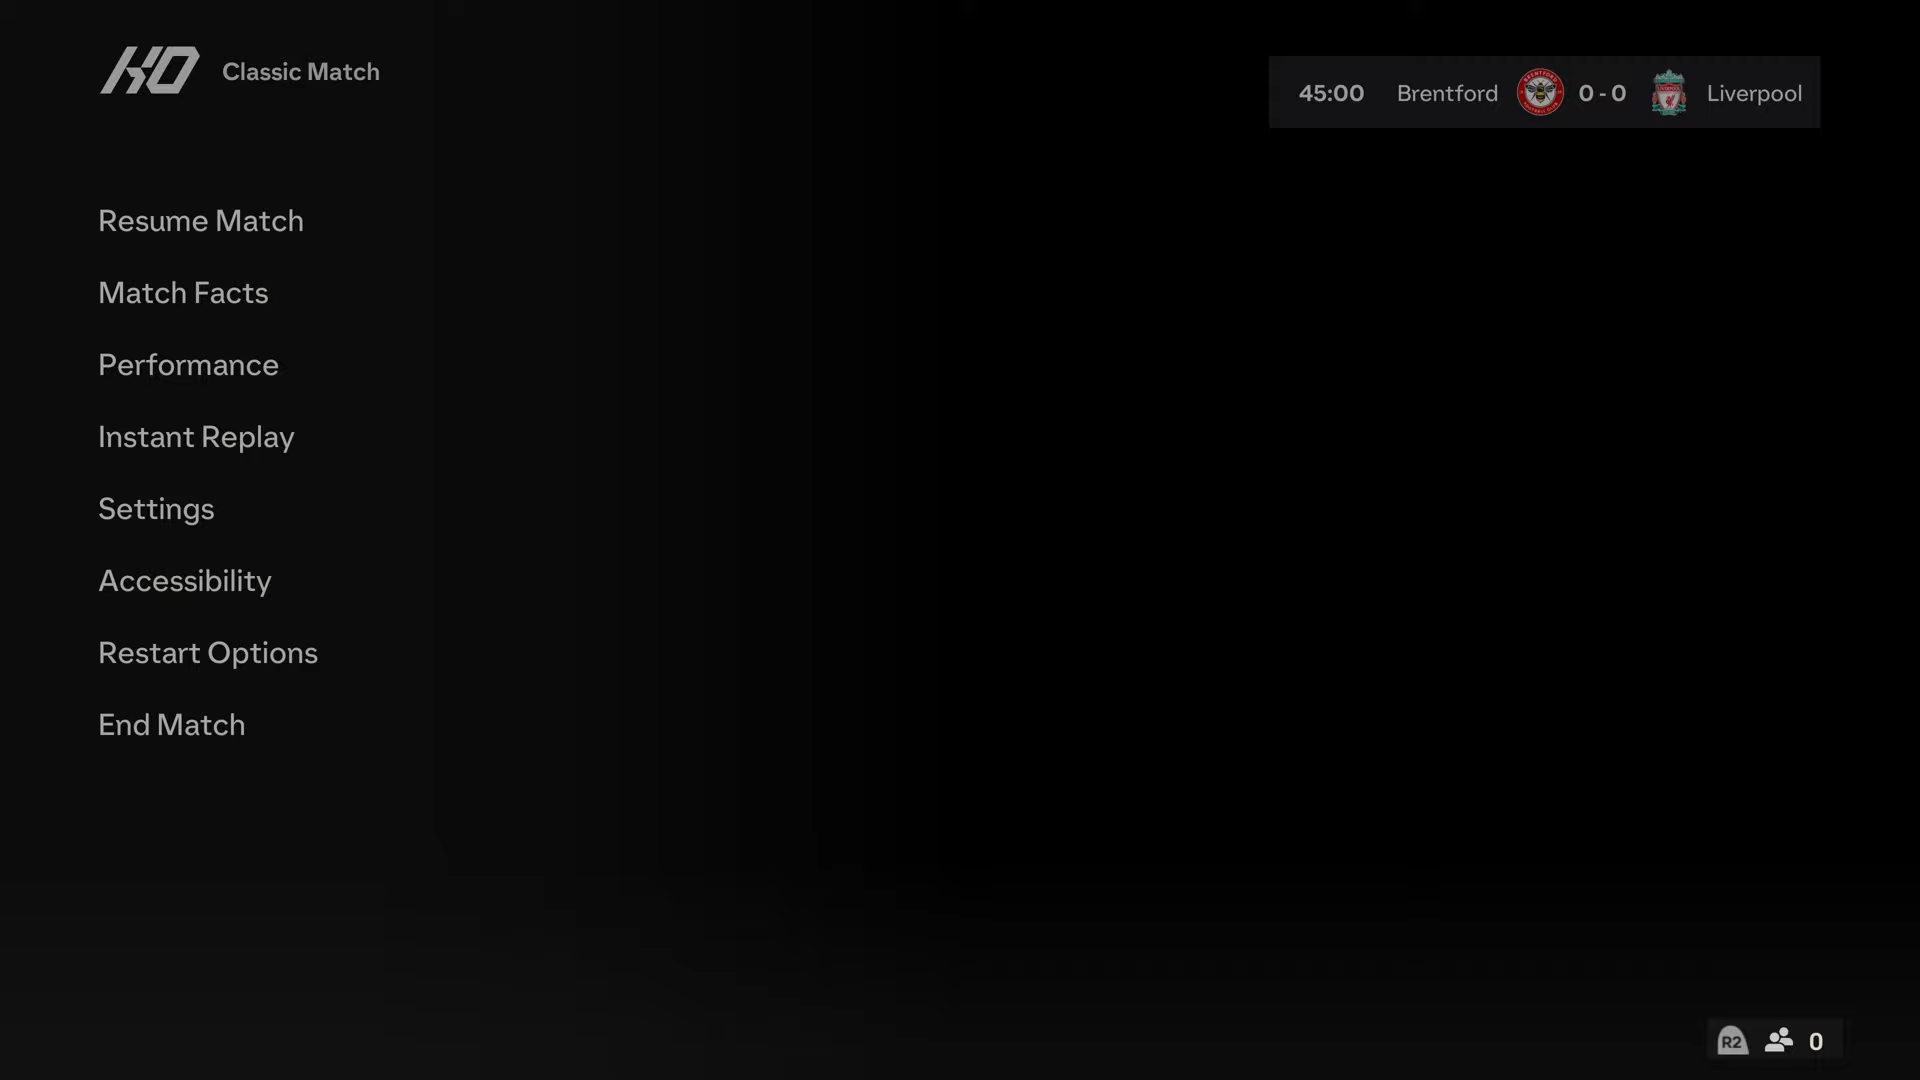 KO Classic Match
45:00 Brentford 0 - 0 Liverpool
Resume Match
Match Facts
Performance
Instant Replay
Settings
Accessibility
Restart Options
End Match
R2 0